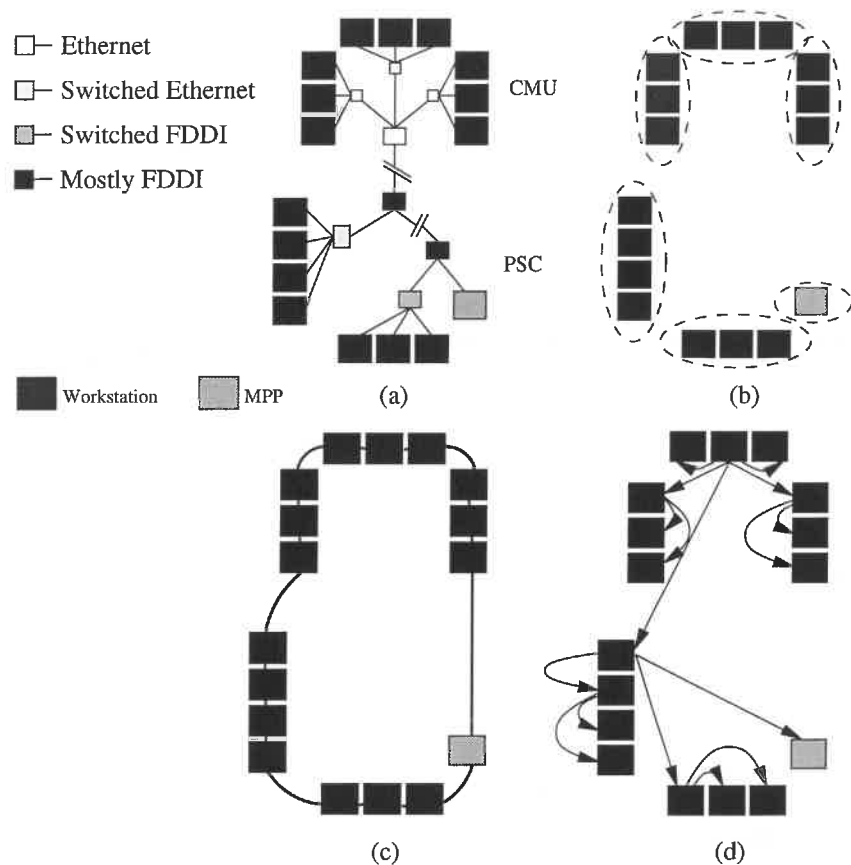 Ethernet
Switched Ethernet
Switched FDDI
Mostly FDDI
CMU
PSC
Workstation
MPP
(a)
(b)
(c)
(d)